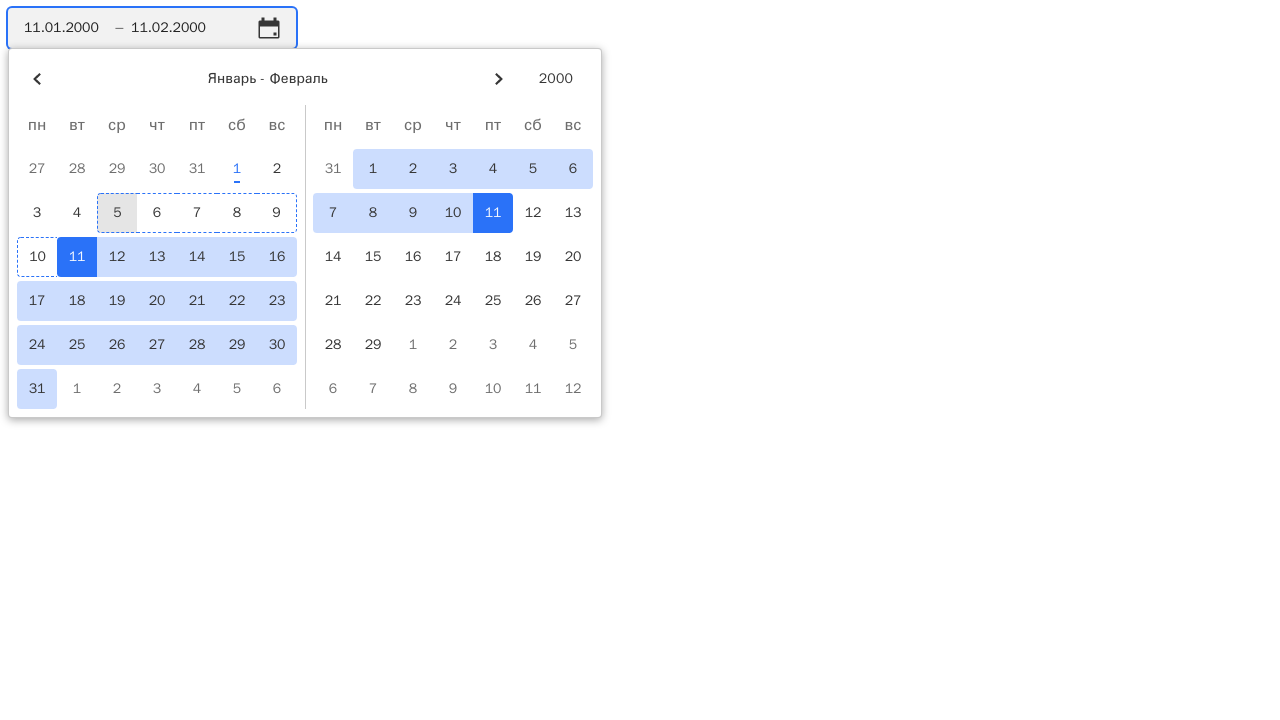 11.01.2000 – 11.02.2000
Январь - Февраль 2000
пн вт ср чт пт сб вс
27 28 29 30 31 1 2
3 4 5 6 7 8 9
10 11 12 13 14 15 16
17 18 19 20 21 22 23
24 25 26 27 28 29 30
31 1 2 3 4 5 6
пн вт ср чт пт сб вс
31 1 2 3 4 5 6
7 8 9 10 11 12 13
14 15 16 17 18 19 20
21 22 23 24 25 26 27
28 29 1 2 3 4 5
6 7 8 9 10 11 12